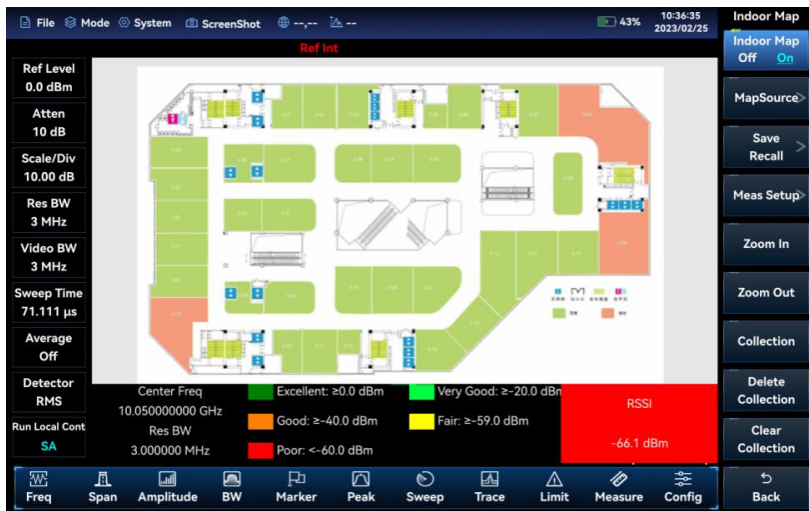 File Mode System ScreenShot --,-- --
43% 10:36:35
2023/02/25
Indoor Map
Ref Int
Ref Level
0.0 dBm
Atten
10 dB
Scale/Div
10.00 dB
Res BW
3 MHz
Video BW
3 MHz
Sweep Time
71.111 µs
Average
Off
Detector
RMS
Run Local Cont
SA
Center Freq
10.050000000 GHz
Res BW
3.000000 MHz
Excellent: ≥0.0 dBm
Very Good: ≥-20.0 dBm
Good: ≥-40.0 dBm
Fair: ≥-59.0 dBm
Poor: <-60.0 dBm
RSSI
-66.1 dBm
Indoor Map
Off On
MapSource>
Save
Recall >
Meas Setup>
Zoom In
Zoom Out
Collection
Delete
Collection
Clear
Collection
Back
Freq Span Amplitude BW Marker Peak Sweep Trace Limit Measure Config